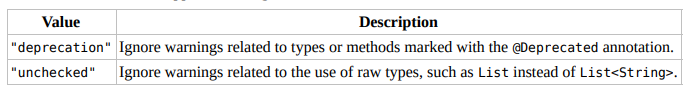 Value Description
"deprecation" Ignore warnings related to types or methods marked with the @Deprecated annotation.
"unchecked" Ignore warnings related to the use of raw types, such as List instead of List<String>.